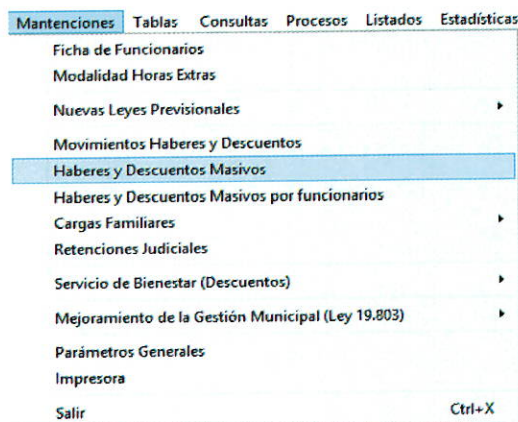 Mantenciones Tablas Consultas Procesos Listados Estadísticas
Ficha de Funcionarios
Modalidad Horas Extras
Nuevas Leyes Previsionales
Movimientos Haberes y Descuentos
Haberes y Descuentos Masivos
Haberes y Descuentos Masivos por funcionarios
Cargas Familiares
Retenciones Judiciales
Servicio de Bienestar (Descuentos)
Mejoramiento de la Gestión Municipal (Ley 19.803)
Parámetros Generales
Impresora
Salir Ctrl+X